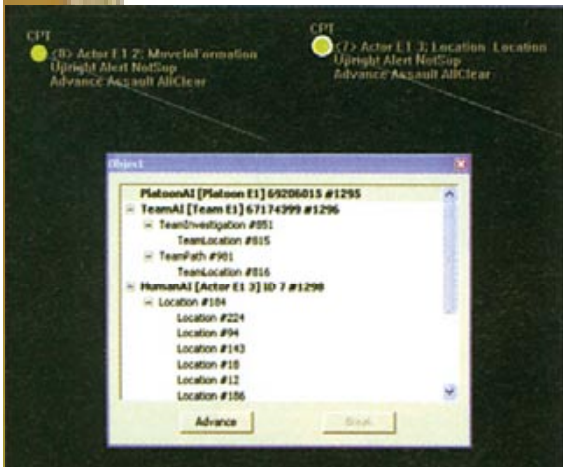 CPT
(8) Actor E1 2: MoveInFormation
Upright Alert NotSup
Advance Assault AllClear
CPT
(7) Actor E1 3: Location Location
Upright Alert NotSup
Advance Assault AllClear
Object
PlatoonAI [Platoon E1] 69206015 #1295
TeamAI [Team E1] 67174399 #1296
TeamInvestigation #851
TeamLocation #815
TeamPath #981
TeamLocation #816
HumanAI [Actor E1 3] ID 7 #1298
Location #184
Location #224
Location #94
Location #143
Location #18
Location #12
Location #186
Advance
Break